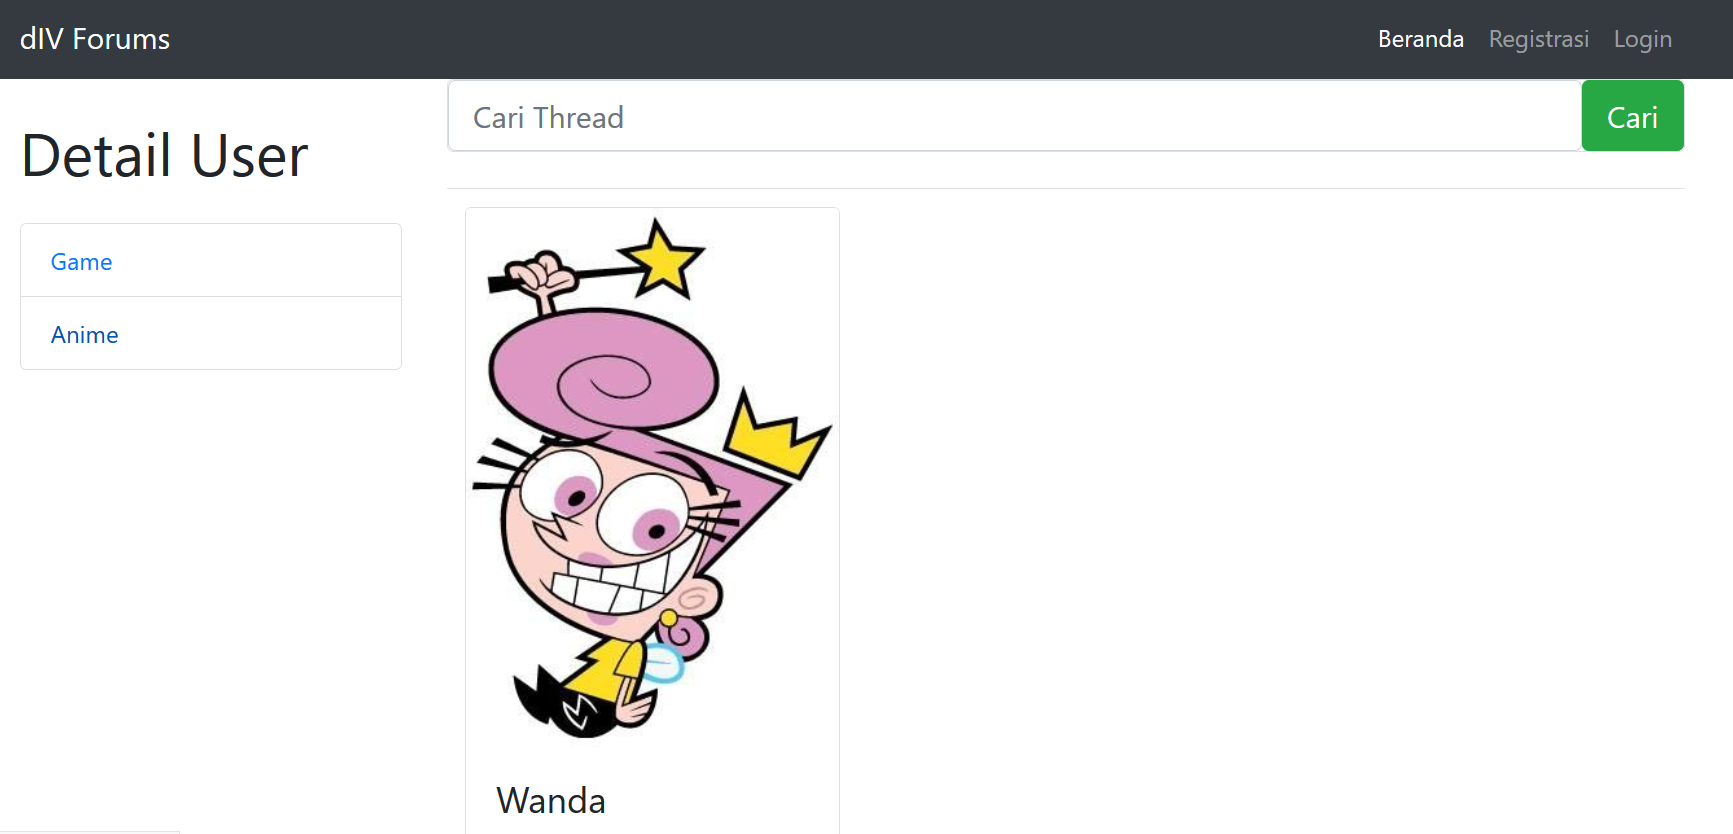 dIV Forums
Beranda Registrasi Login
Detail User
Game
Anime
Cari Thread
Cari
Wanda